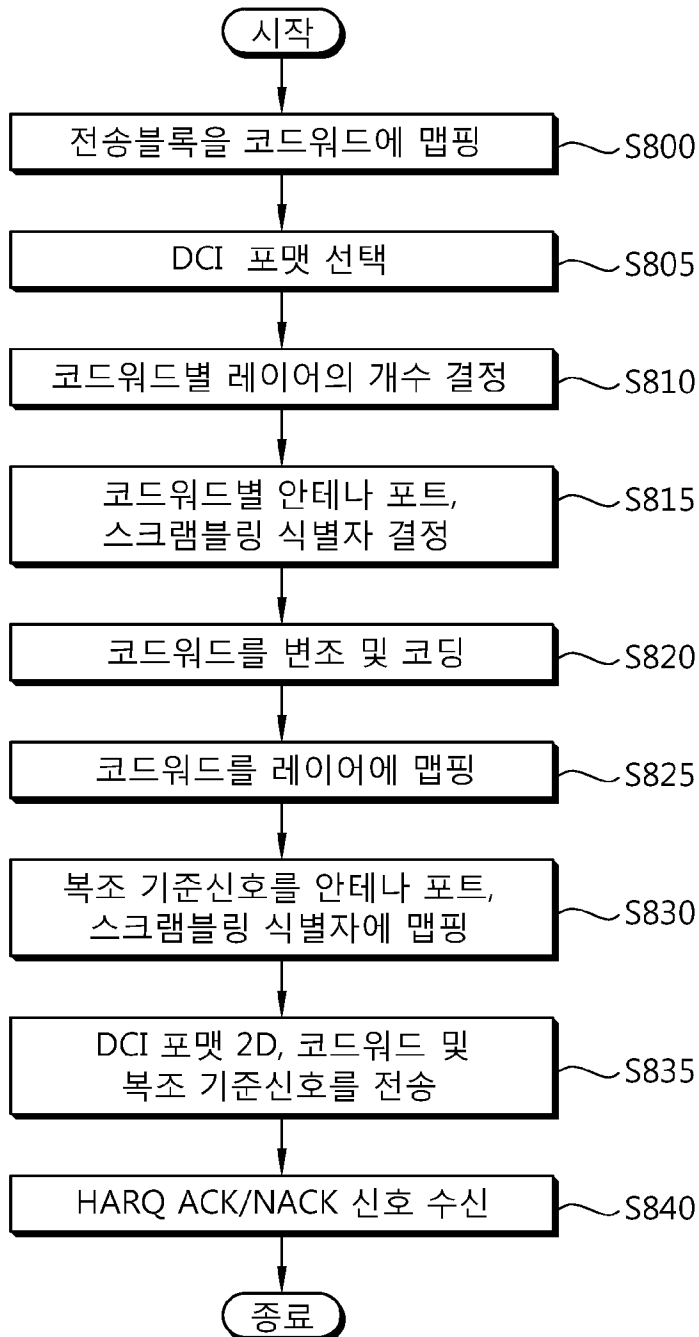 시작
전송블록을 코드워드에 맵핑
S800
DCI 포맷 선택
S805
코드워드별 레이어의 개수 결정
S810
코드워드별 안테나 포트,
스크램블링 식별자 결정
S815
코드워드를 변조 및 코딩
S820
코드워드를 레이어에 맵핑
S825
복조 기준신호를 안테나 포트,
스크램블링 식별자에 맵핑
S830
DCI 포맷 2D, 코드워드 및
복조 기준신호를 전송
S835
HARQ ACK/NACK 신호 수신
S840
종료